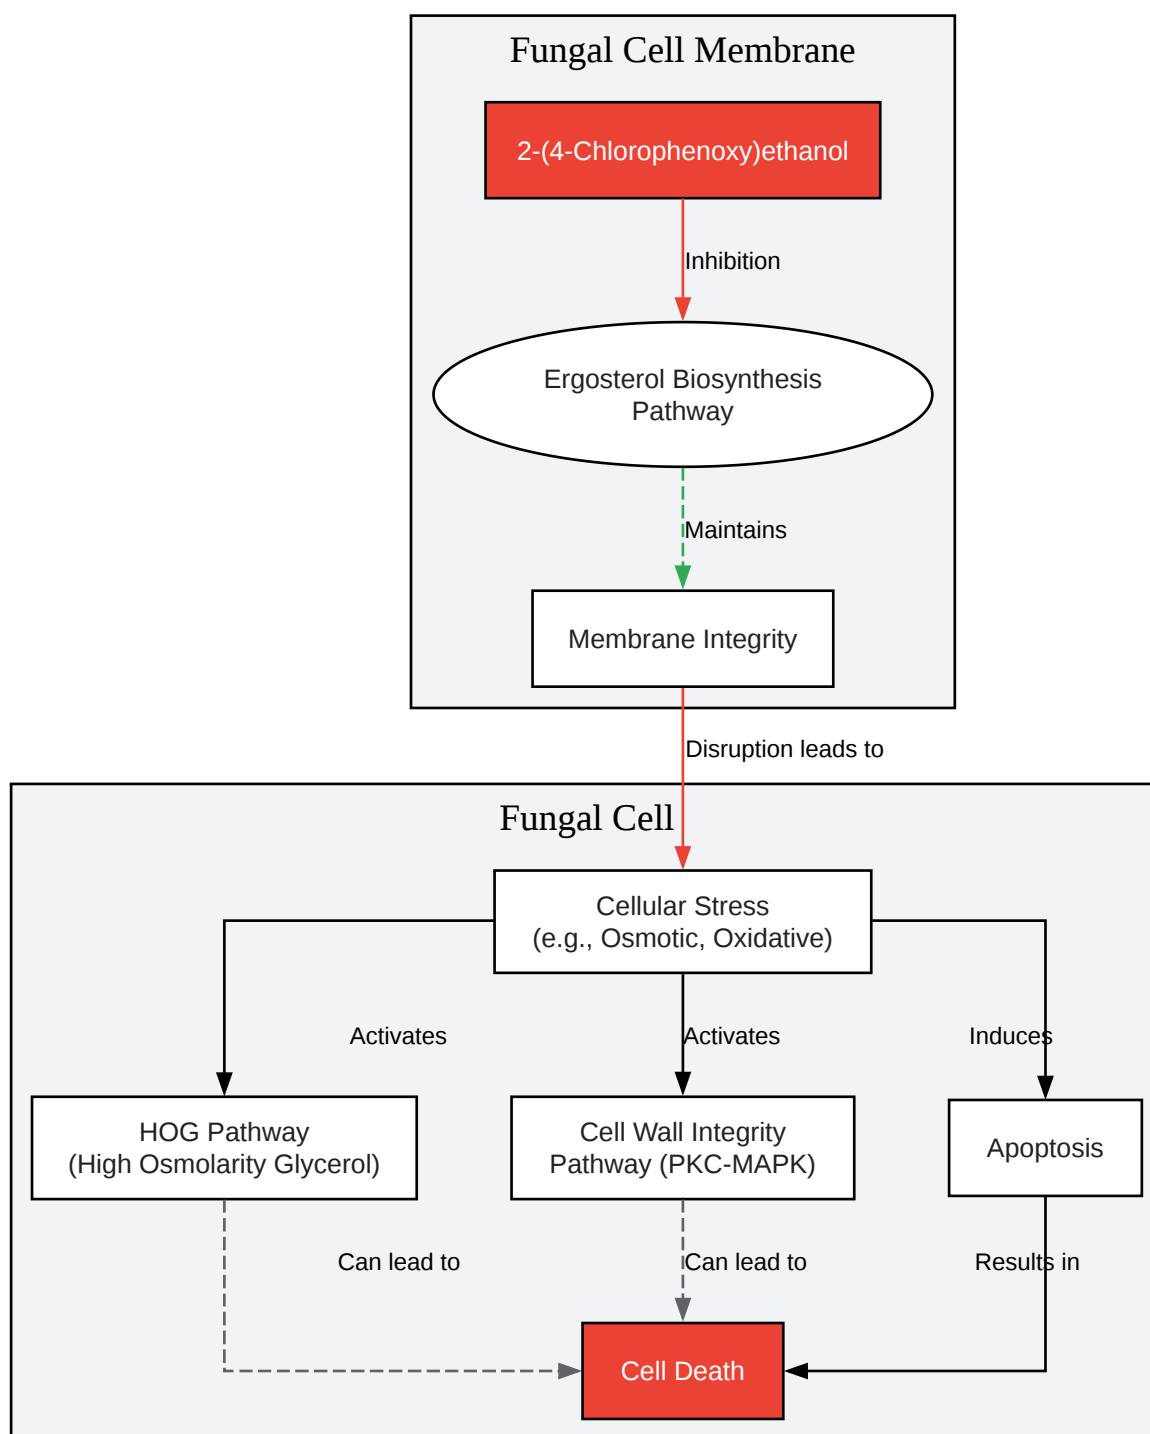 Fungal Cell Membrane
2-(4-Chlorophenoxy)ethanol
Inhibition
Ergosterol Biosynthesis
Pathway
Maintains
Membrane Integrity
Disruption leads to
Fungal Cell
Cellular Stress
(e.g., Osmotic, Oxidative)
Activates
Activates
Induces
HOG Pathway
(High Osmolarity Glycerol)
Cell Wall Integrity
Pathway (PKC-MAPK)
Apoptosis
Can lead to
Can lead to
Results in
Cell Death